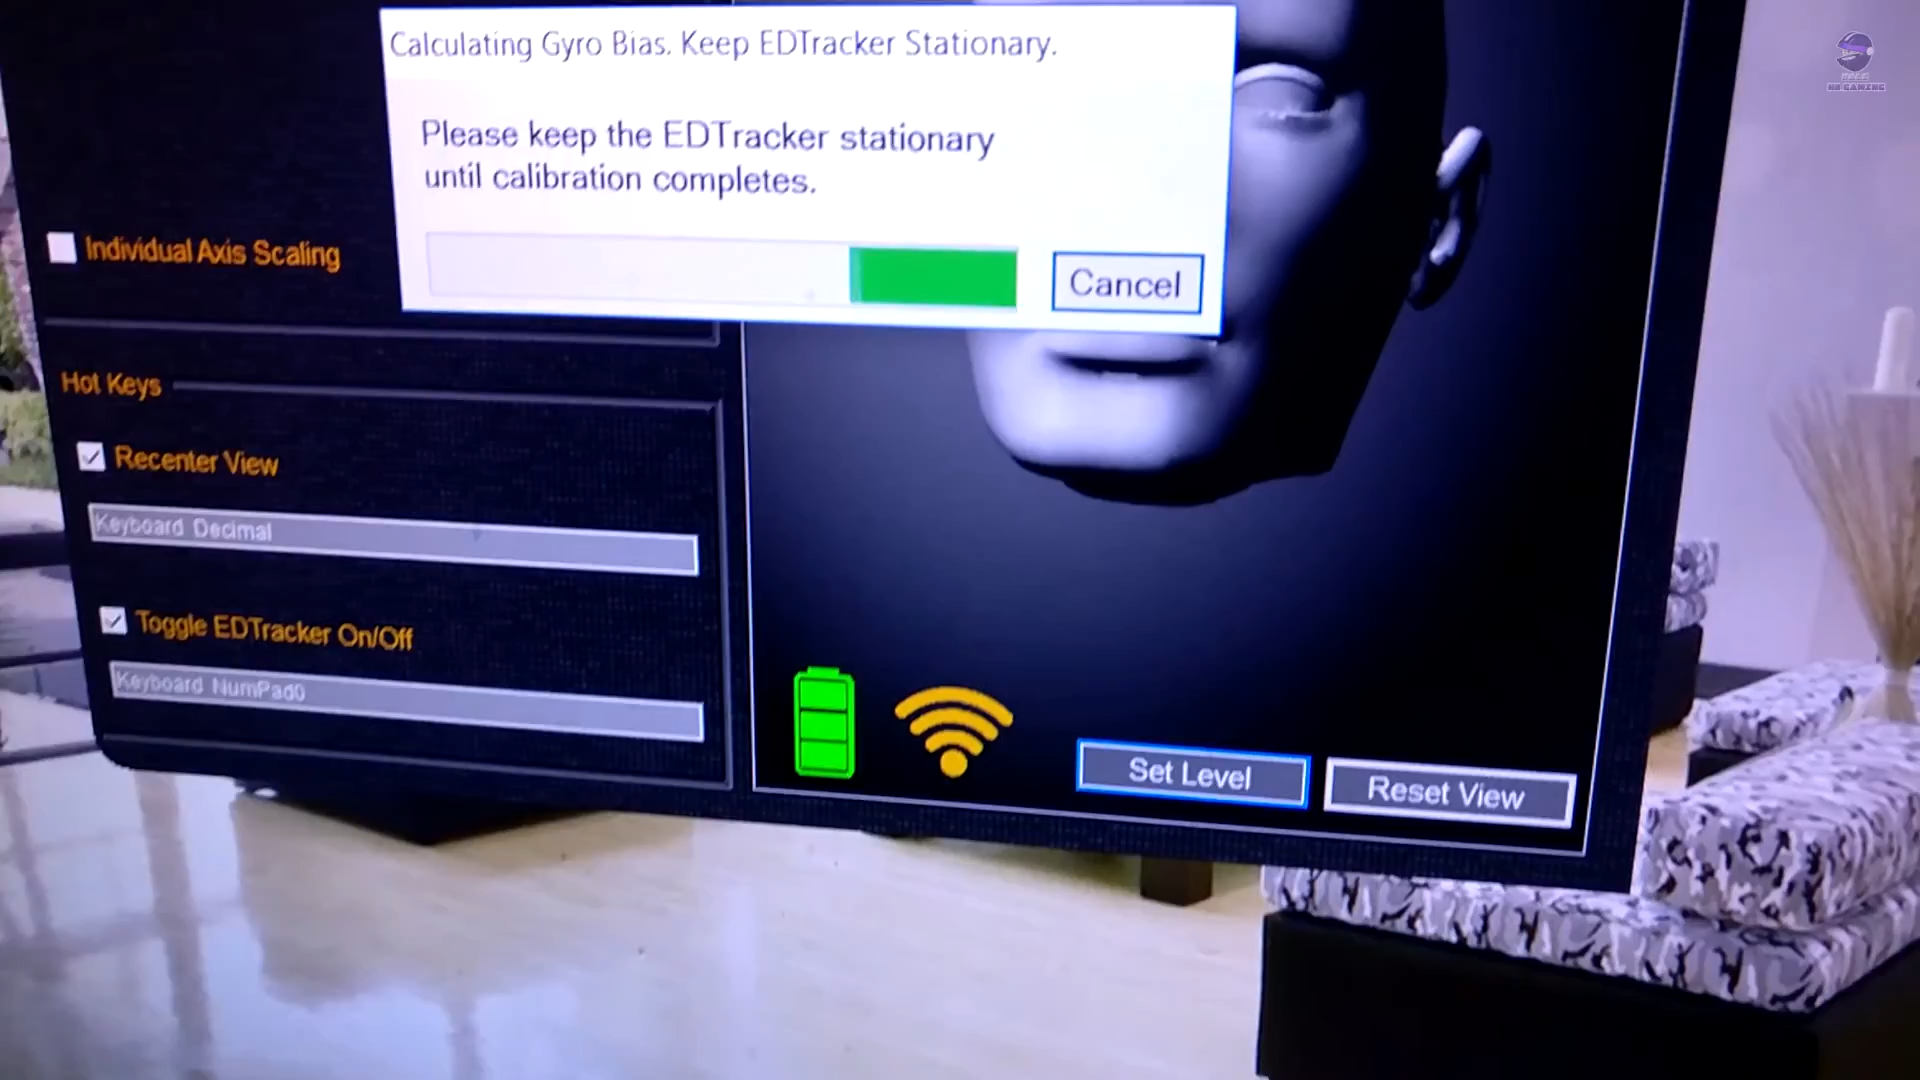 Calculating Gyro Bias. Keep EDTracker Stationary.
Please keep the EDTracker stationary
until calibration completes.
Cancel
Individual Axis Scaling
Hot Keys
Recenter View
Keyboard Decimal
Toggle EDTracker On/Off
Keyboard NumPad0
Set Level
Reset View